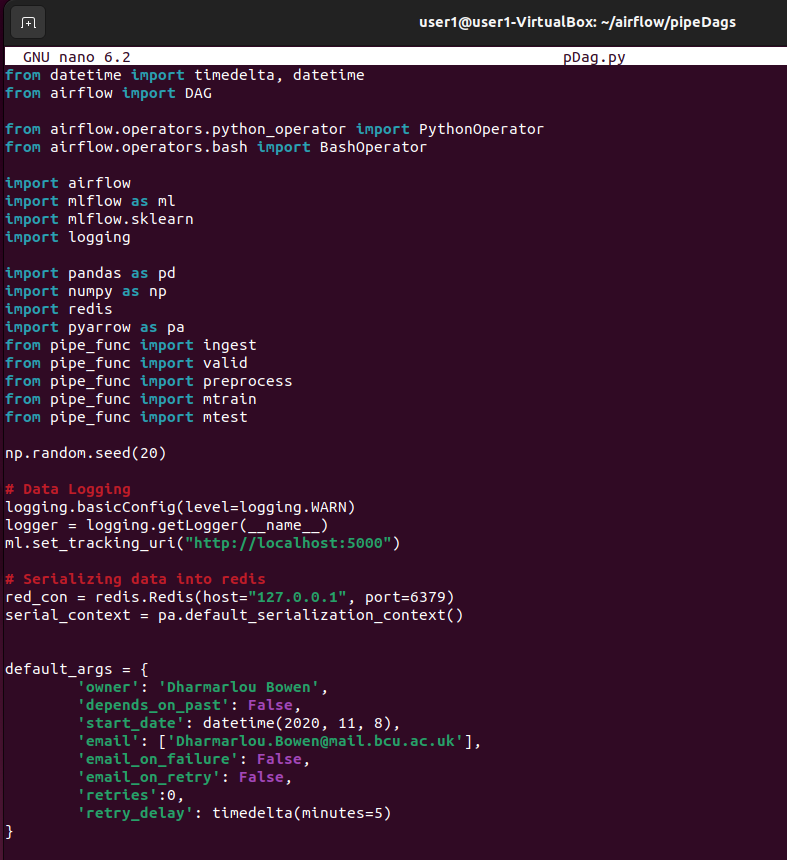 user1@user1-VirtualBox: ~/airflow/pipeDags
GNU nano 6.2 pDag.py
from datetime import timedelta, datetime
from airflow import DAG
from airflow.operators.python_operator import PythonOperator
from airflow.operators.bash import BashOperator
import airflow
import mlflow as ml
import mlflow.sklearn
import logging
import pandas as pd
import numpy as np
import redis
import pyarrow as pa
from pipe_func import ingest
from pipe_func import valid
from pipe_func import preprocess
from pipe_func import mtrain
from pipe_func import mtest
np.random.seed(20)
# Data Logging
logging.basicConfig(level=logging.WARN)
logger = logging.getLogger(__name__)
ml.set_tracking_uri("http://localhost:5000")
# Serializing data into redis
red_con = redis.Redis(host="127.0.0.1", port=6379)
serial_context = pa.default_serialization_context()
default_args = {
        'owner': 'Dharmarlou Bowen',
        'depends_on_past': False,
        'start_date': datetime(2020, 11, 8),
        'email': ['Dharmarlou.Bowen@mail.bcu.ac.uk'],
        'email_on_failure': False,
        'email_on_retry': False,
        'retries':0,
        'retry_delay': timedelta(minutes=5)
}